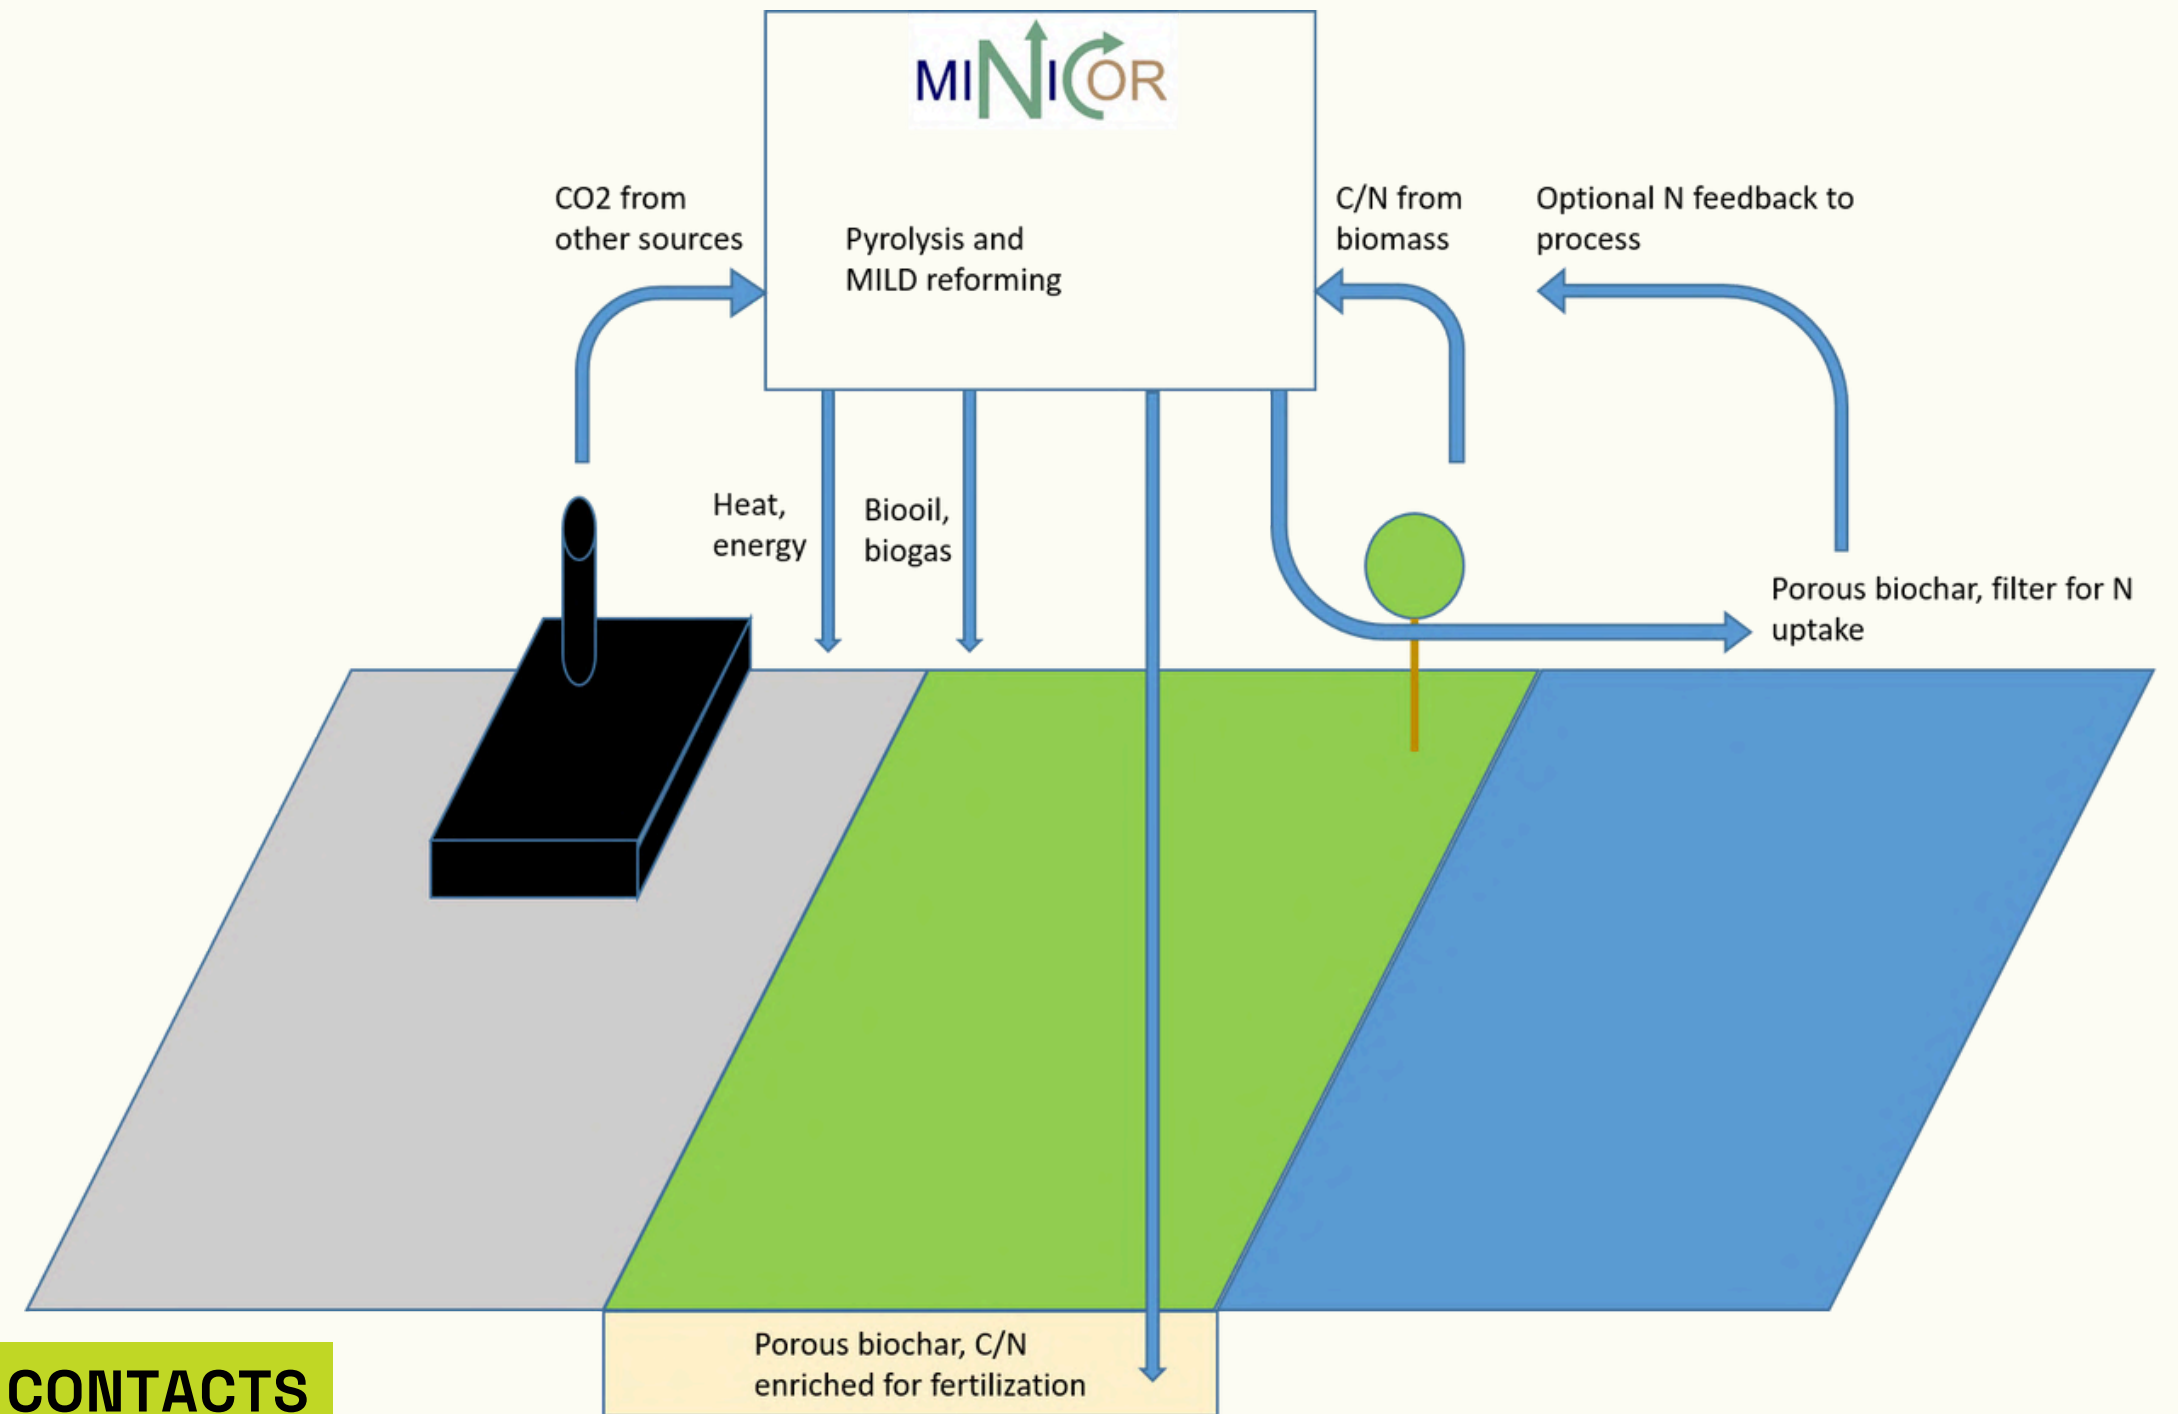 MINICOR
CO2 from
other sources
Pyrolysis and
MILD reforming
C/N from
biomass
Optional N feedback to
process
Heat,
energy
Biooil,
biogas
Porous biochar, filter for N
uptake
Porous biochar, C/N
enriched for fertilization
CONTACTS